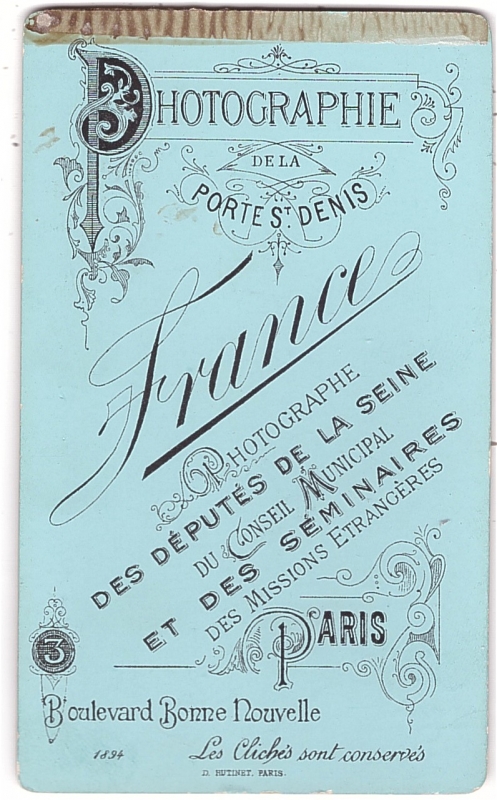 PHOTOGRAPHIE
DE LA
PORTE ST. DENIS
France
PHOTOGRAPHE
DES DÉPUTÉS DE LA SEINE
DU CONSEIL MUNICIPAL
ET DES SÉMINAIRES
DES MISSIONS ETRANGÈRES
PARIS
3
Boulevard Bonne Nouvelle
1894 Les Clichés sont conservés
D. HUTINET. PARIS.